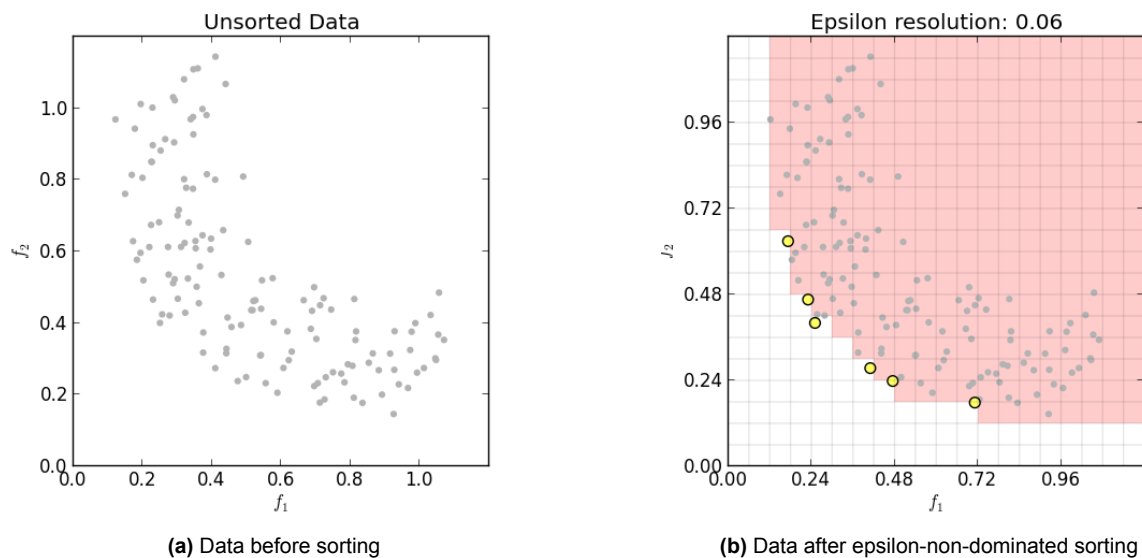 Unsorted Data
f₂
1.0
0.8
0.6
0.4
0.2
0.0
0.0 0.2 0.4 0.6 0.8 1.0
f₁
(a) Data before sorting
Epsilon resolution: 0.06
0.96
0.72
0.48
0.24
0.00
0.00 0.24 0.48 0.72 0.96
f₁
(b) Data after epsilon-non-dominated sorting